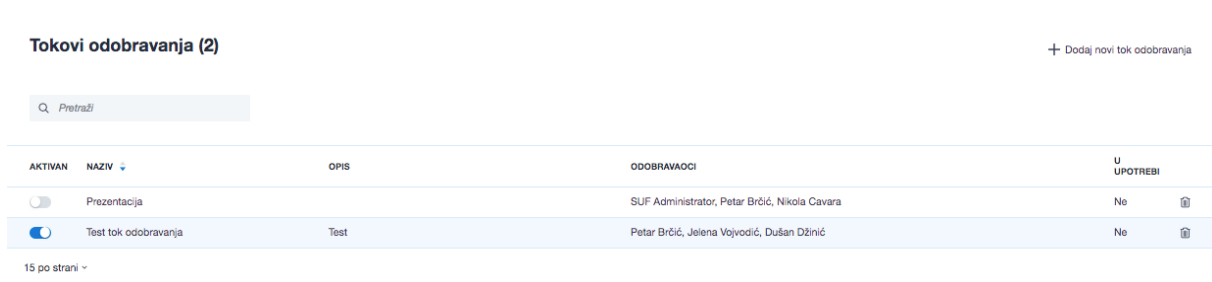 Tokovi odobravanja (2)
Dodaj novi tok odobravanja
Pretraži
AKTIVAN NAZIV OPIS ODOBRAVAOCI U UPOTREBI
Prezentacija SUF Administrator, Petar Brčić, Nikola Cavara Ne
Test tok odobravanja Test Petar Brčić, Jelena Vojvodić, Dušan Džinić Ne
15 po strani